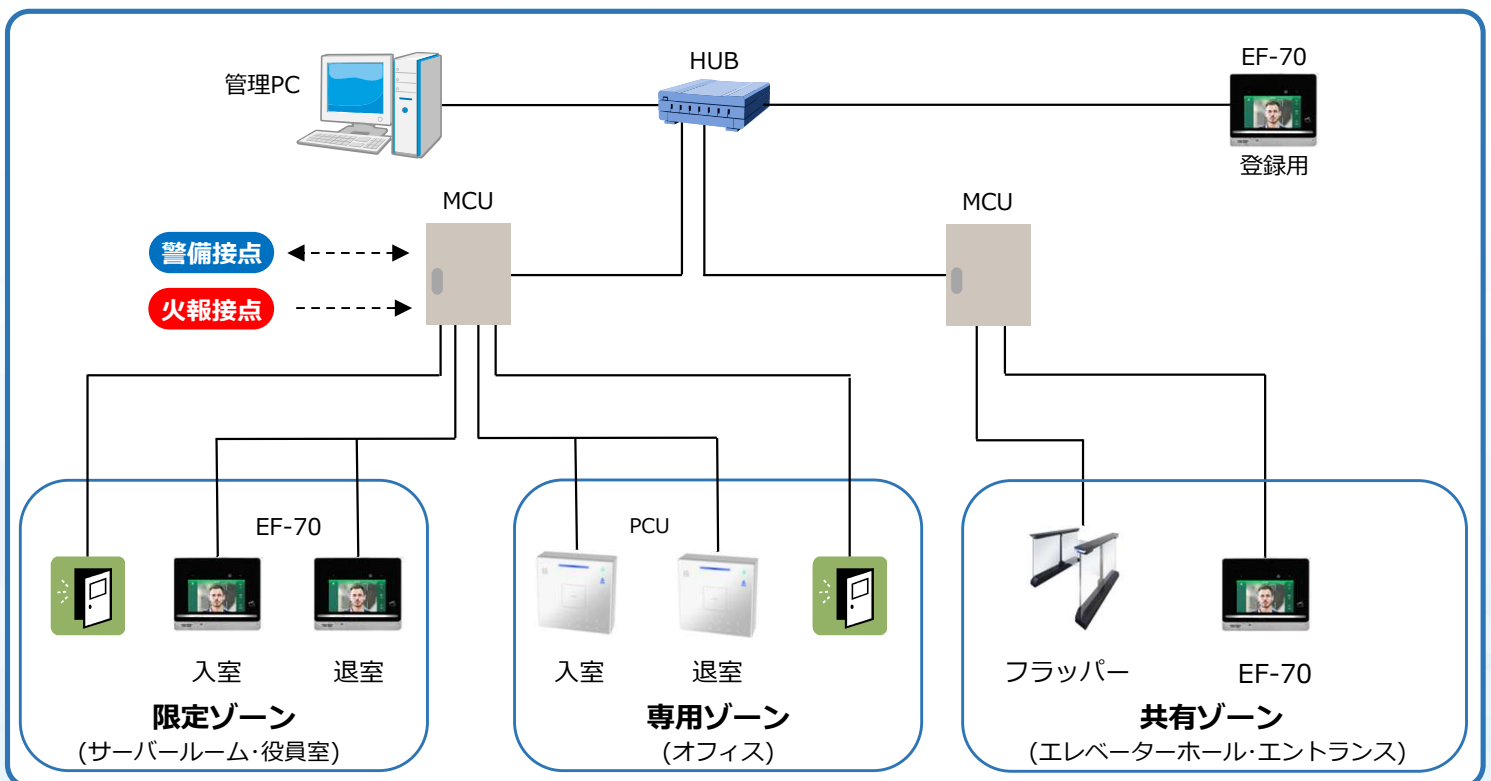 HUB
EF-70
管理PC
登録用
MCU
MCU
警備接点
火報接点
EF-70
PCU
入室
退室
入室
退室
フラッパー
EF-70
限定ゾーン
専用ゾーン
共有ゾーン
(サーバールーム・役員室)
(オフィス)
(エレベーターホール・エントランス)